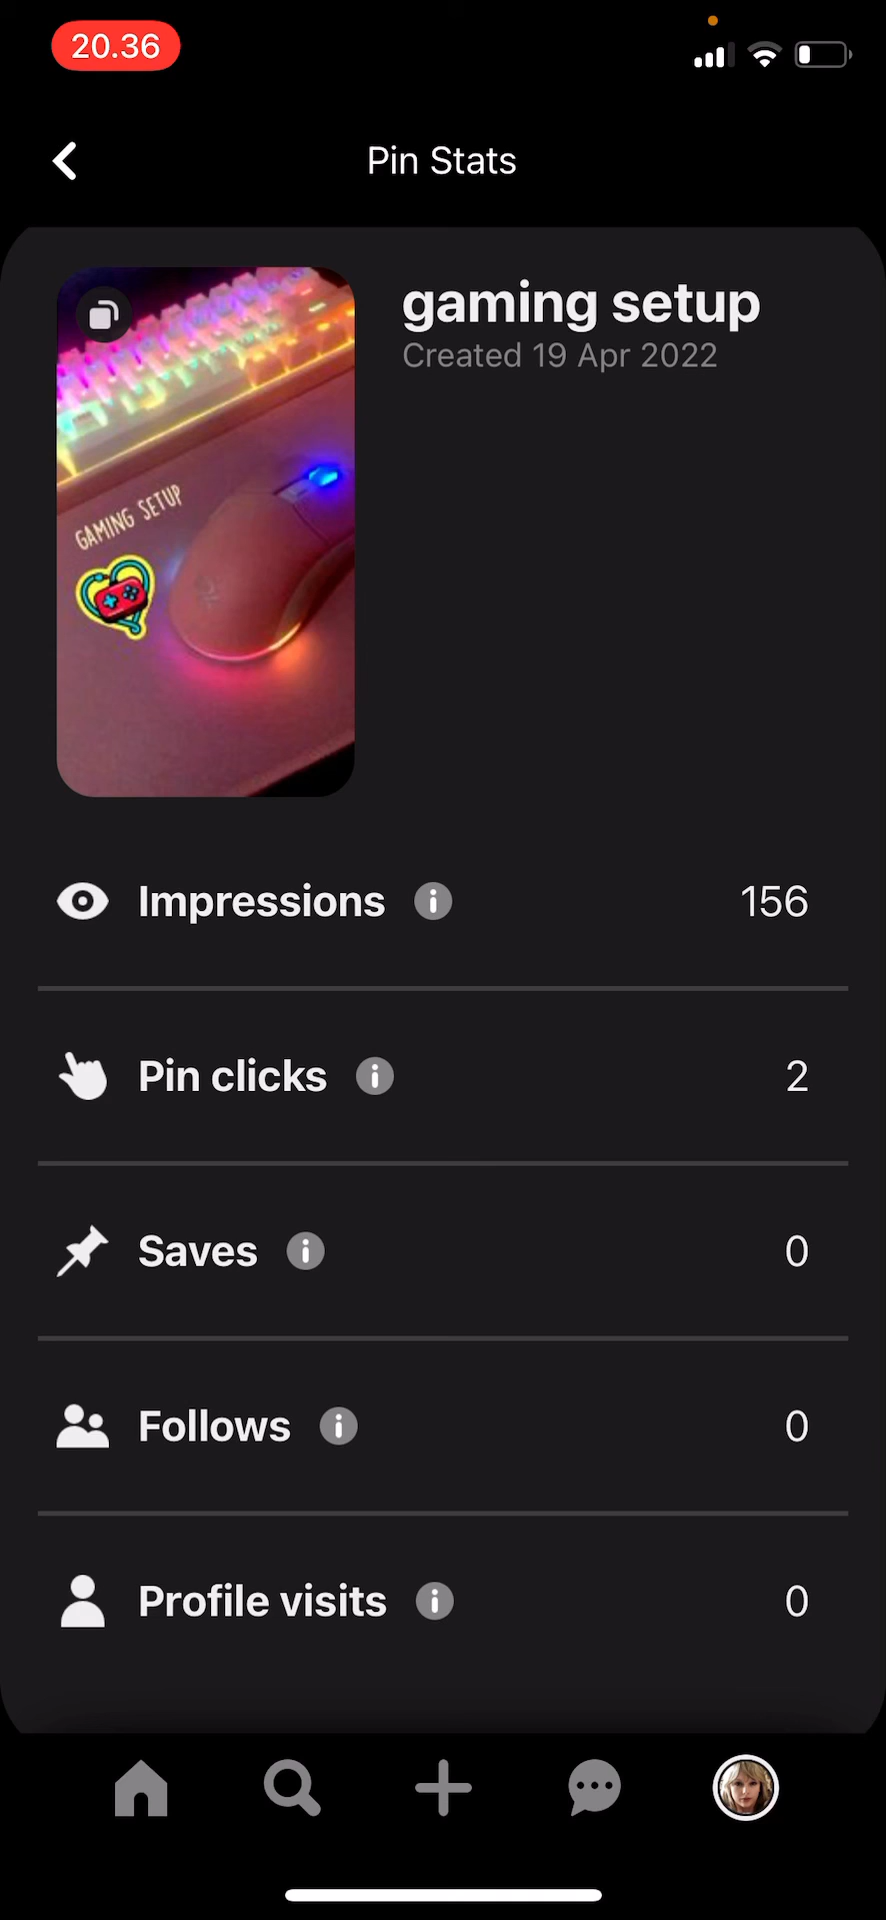 20.36
Pin Stats
gaming setup
Created 19 Apr 2022
GAMING SETUP
Impressions 156
Pin clicks 2
Saves 0
Follows 0
Profile visits 0